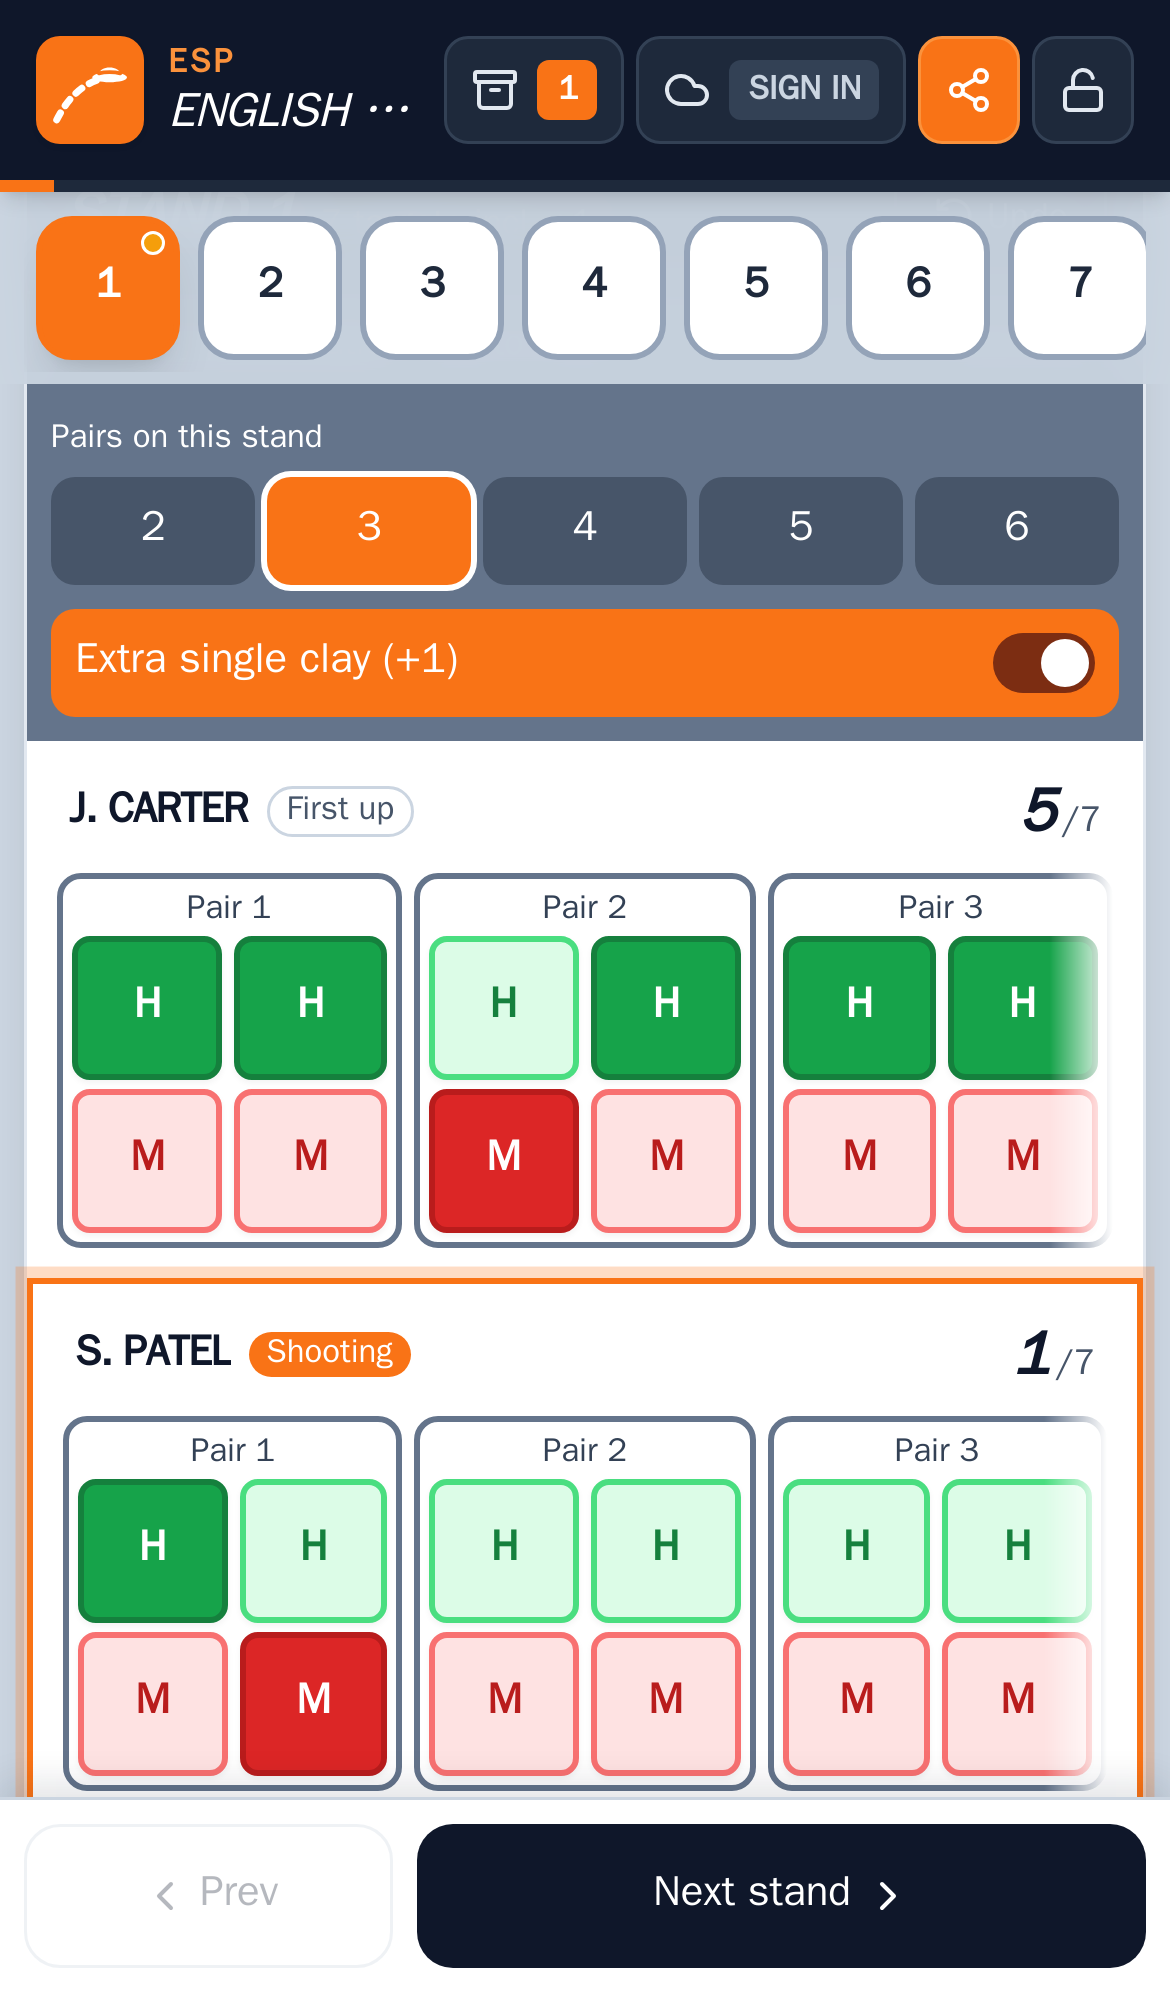 ESP
ENGLISH ...
1
SIGN IN
1 2 3 4 5 6 7
Pairs on this stand
2 3 4 5 6
Extra single clay (+1)
J. CARTER First up 5/7
Pair 1 Pair 2 Pair 3
H H H H H H
M M M M M M
S. PATEL Shooting 1/7
Pair 1 Pair 2 Pair 3
H H H H H H
M M M M M M
Prev Next stand